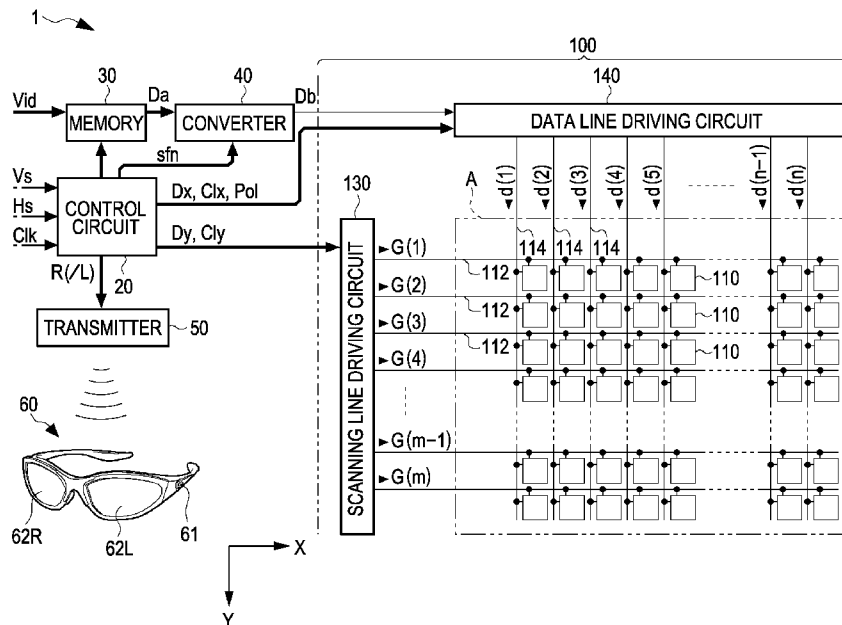 1
100
30
40
140
Vid
Da
Db
MEMORY
CONVERTER
DATA LINE DRIVING CIRCUIT
sfn
Vs
Hs
Clk
CONTROL
CIRCUIT
Dx, Clx, Pol
Dy, Cly
130
A
d(1)
d(2)
d(3)
d(4)
d(5)
d(n-1)
d(n)
R(/L)
20
TRANSMITTER
50
SCANNING LINE DRIVING CIRCUIT
G(1)
114
114
114
112
110
G(2)
112
110
G(3)
112
110
G(4)
G(m-1)
G(m)
60
62R
62L
61
X
Y